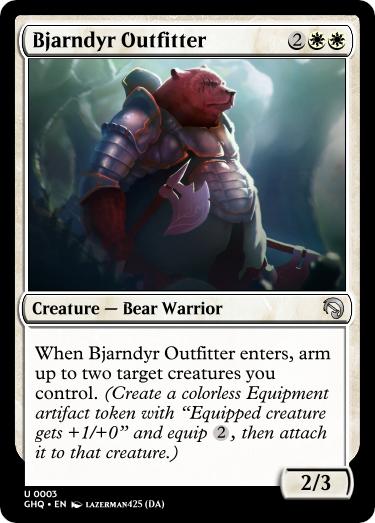 Bjarndyr Outfitter 2
Creature — Bear Warrior
When Bjarndyr Outfitter enters, arm
up to two target creatures you
control. (Create a colorless Equipment
artifact token with “Equipped creature
gets +1/+0” and equip 2, then attach
it to that creature.)
2/3
U 0003
GHQ • EN LAZERMAN425 (DA)